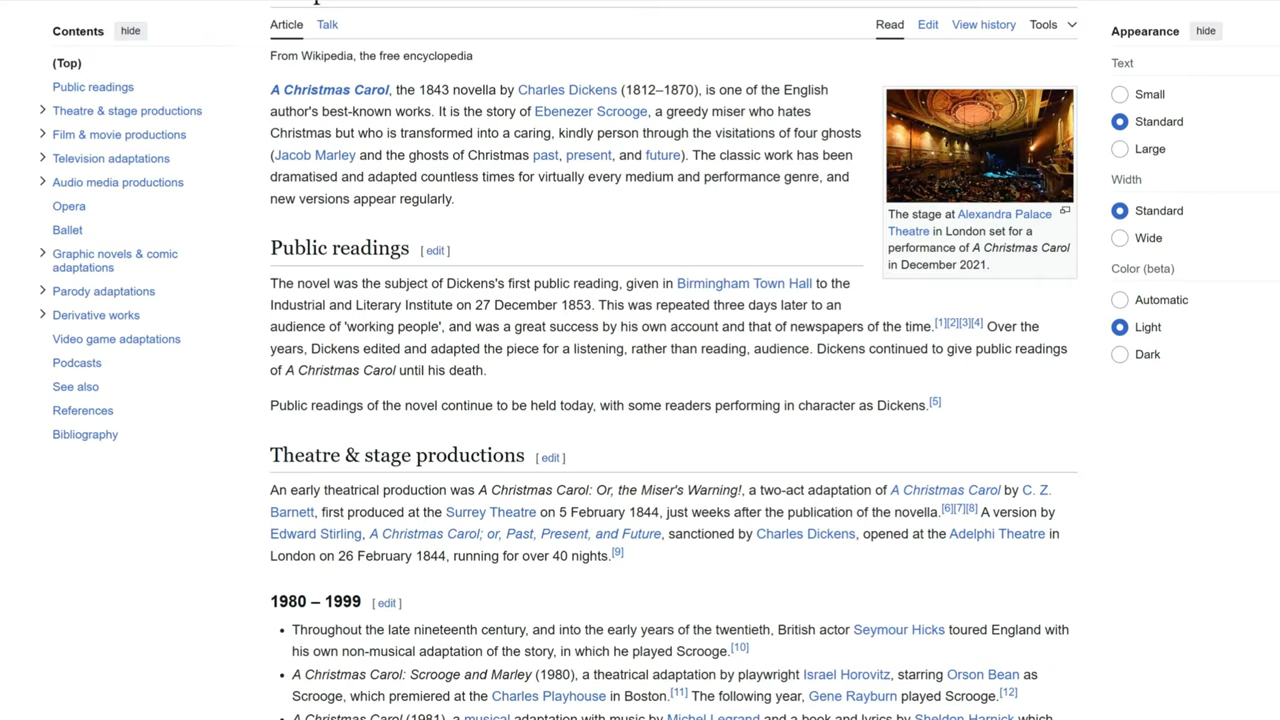 Contents hide
(Top)
Public readings
Theatre & stage productions
Film & movie productions
Television adaptations
Audio media productions
Opera
Ballet
Graphic novels & comic
adaptations
Parody adaptations
Derivative works
Video game adaptations
Podcasts
See also
References
Bibliography
Article Talk Read Edit View history Tools
From Wikipedia, the free encyclopedia
A Christmas Carol, the 1843 novella by Charles Dickens (1812–1870), is one of the English
author's best-known works. It is the story of Ebenezer Scrooge, a greedy miser who hates
Christmas but who is transformed into a caring, kindly person through the visitations of four ghosts
(Jacob Marley and the ghosts of Christmas past, present, and future). The classic work has been
dramatised and adapted countless times for virtually every medium and performance genre, and
new versions appear regularly.
The stage at Alexandra Palace
Theatre in London set for a
performance of A Christmas Carol
in December 2021.
Public readings [ edit ]
The novel was the subject of Dickens's first public reading, given in Birmingham Town Hall to the
Industrial and Literary Institute on 27 December 1853. This was repeated three days later to an
audience of 'working people', and was a great success by his own account and that of newspapers of the time.[1][2][3][4] Over the
years, Dickens edited and adapted the piece for a listening, rather than reading, audience. Dickens continued to give public readings
of A Christmas Carol until his death.
Public readings of the novel continue to be held today, with some readers performing in character as Dickens.[5]
Theatre & stage productions [ edit ]
An early theatrical production was A Christmas Carol: Or, the Miser's Warning!, a two-act adaptation of A Christmas Carol by C. Z.
Barnett, first produced at the Surrey Theatre on 5 February 1844, just weeks after the publication of the novella.[6][7][8] A version by
Edward Stirling, A Christmas Carol; or, Past, Present, and Future, sanctioned by Charles Dickens, opened at the Adelphi Theatre in
London on 26 February 1844, running for over 40 nights.[9]
1980 – 1999 [ edit ]
• Throughout the late nineteenth century, and into the early years of the twentieth, British actor Seymour Hicks toured England with
his own non-musical adaptation of the story, in which he played Scrooge.[10]
• A Christmas Carol: Scrooge and Marley (1980), a theatrical adaptation by playwright Israel Horovitz, starring Orson Bean as
Scrooge, which premiered at the Charles Playhouse in Boston.[11] The following year, Gene Rayburn played Scrooge.[12]
• A Christmas Carol (1981), a musical adaptation with music by Michel Legrand and a book and lyrics by Sheldon Harnick which
Appearance hide
Text
Small
Standard
Large
Width
Standard
Wide
Color (beta)
Automatic
Light
Dark